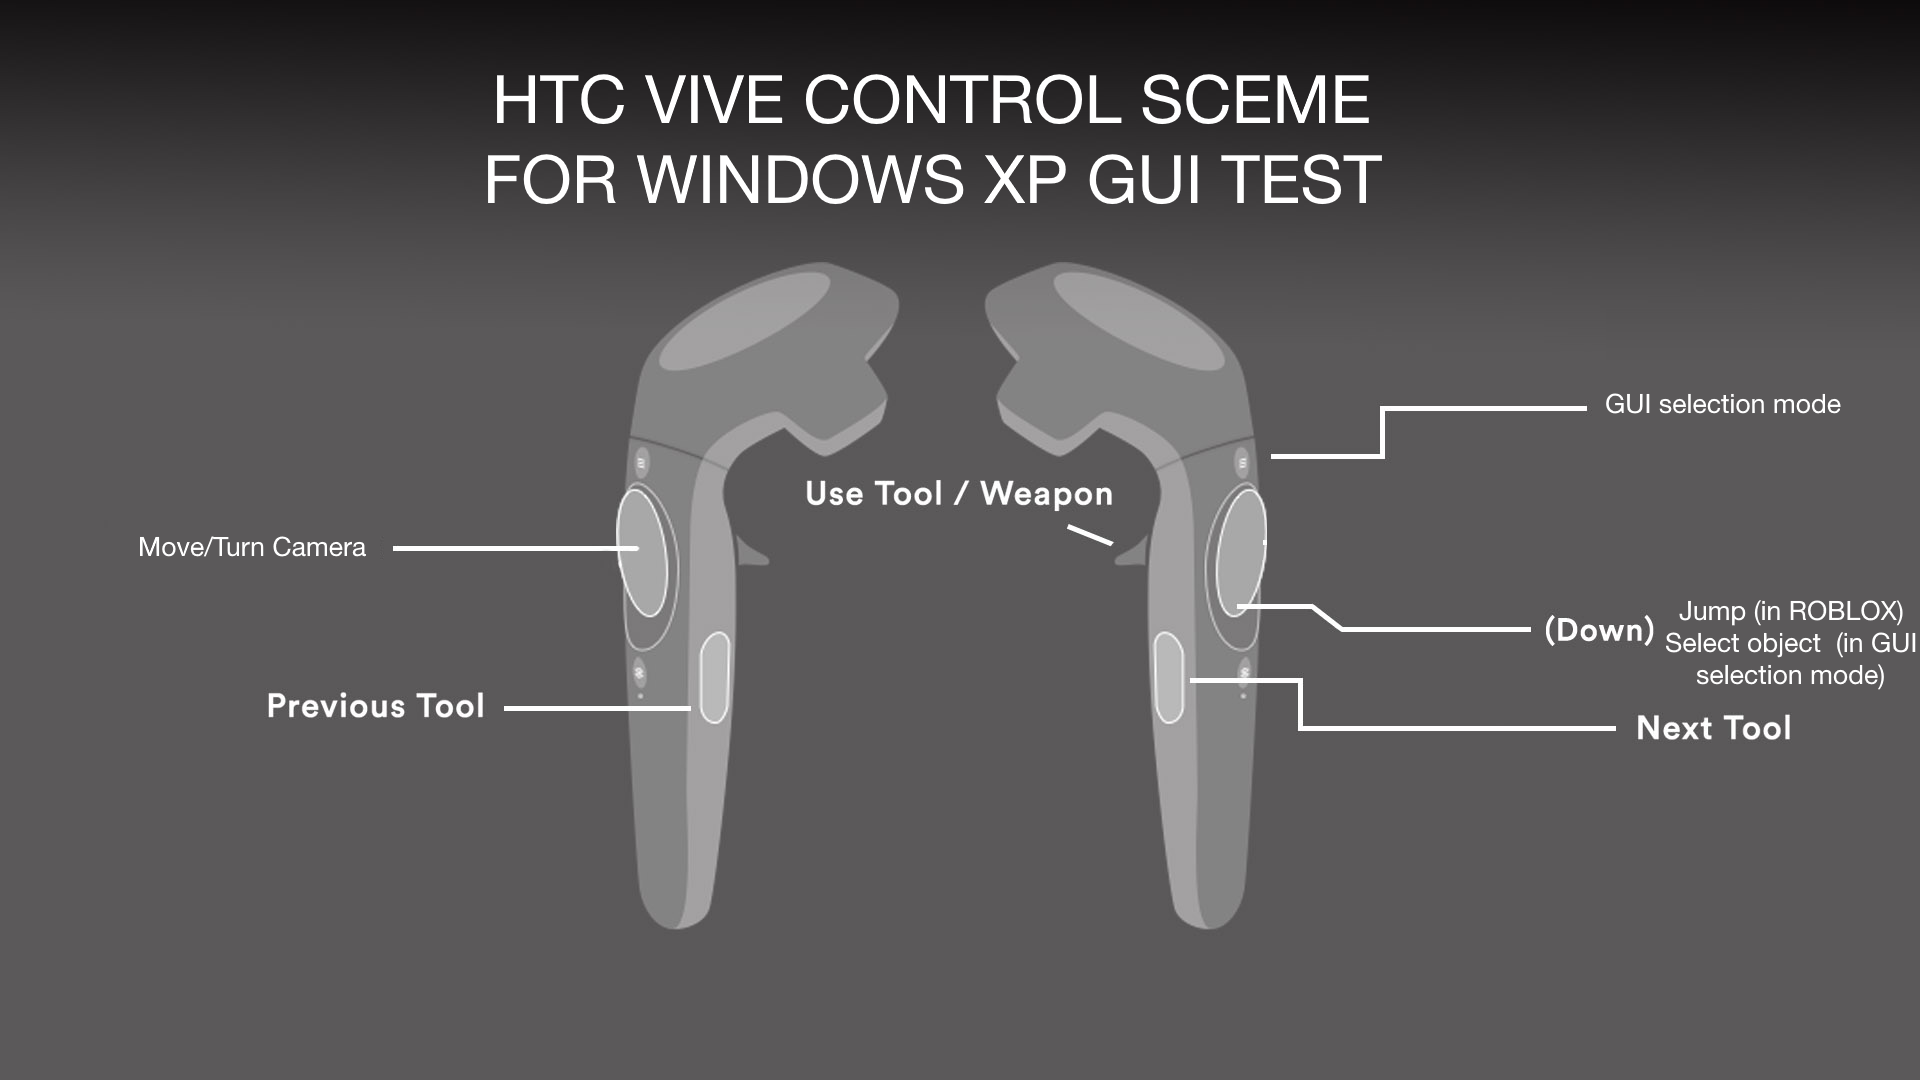 HTC VIVE CONTROL SCEME
FOR WINDOWS XP GUI TEST
GUI selection mode
Use Tool / Weapon
Move/Turn Camera
(Down)
Jump (in ROBLOX)
Select object (in GUI
selection mode)
Previous Tool
Next Tool